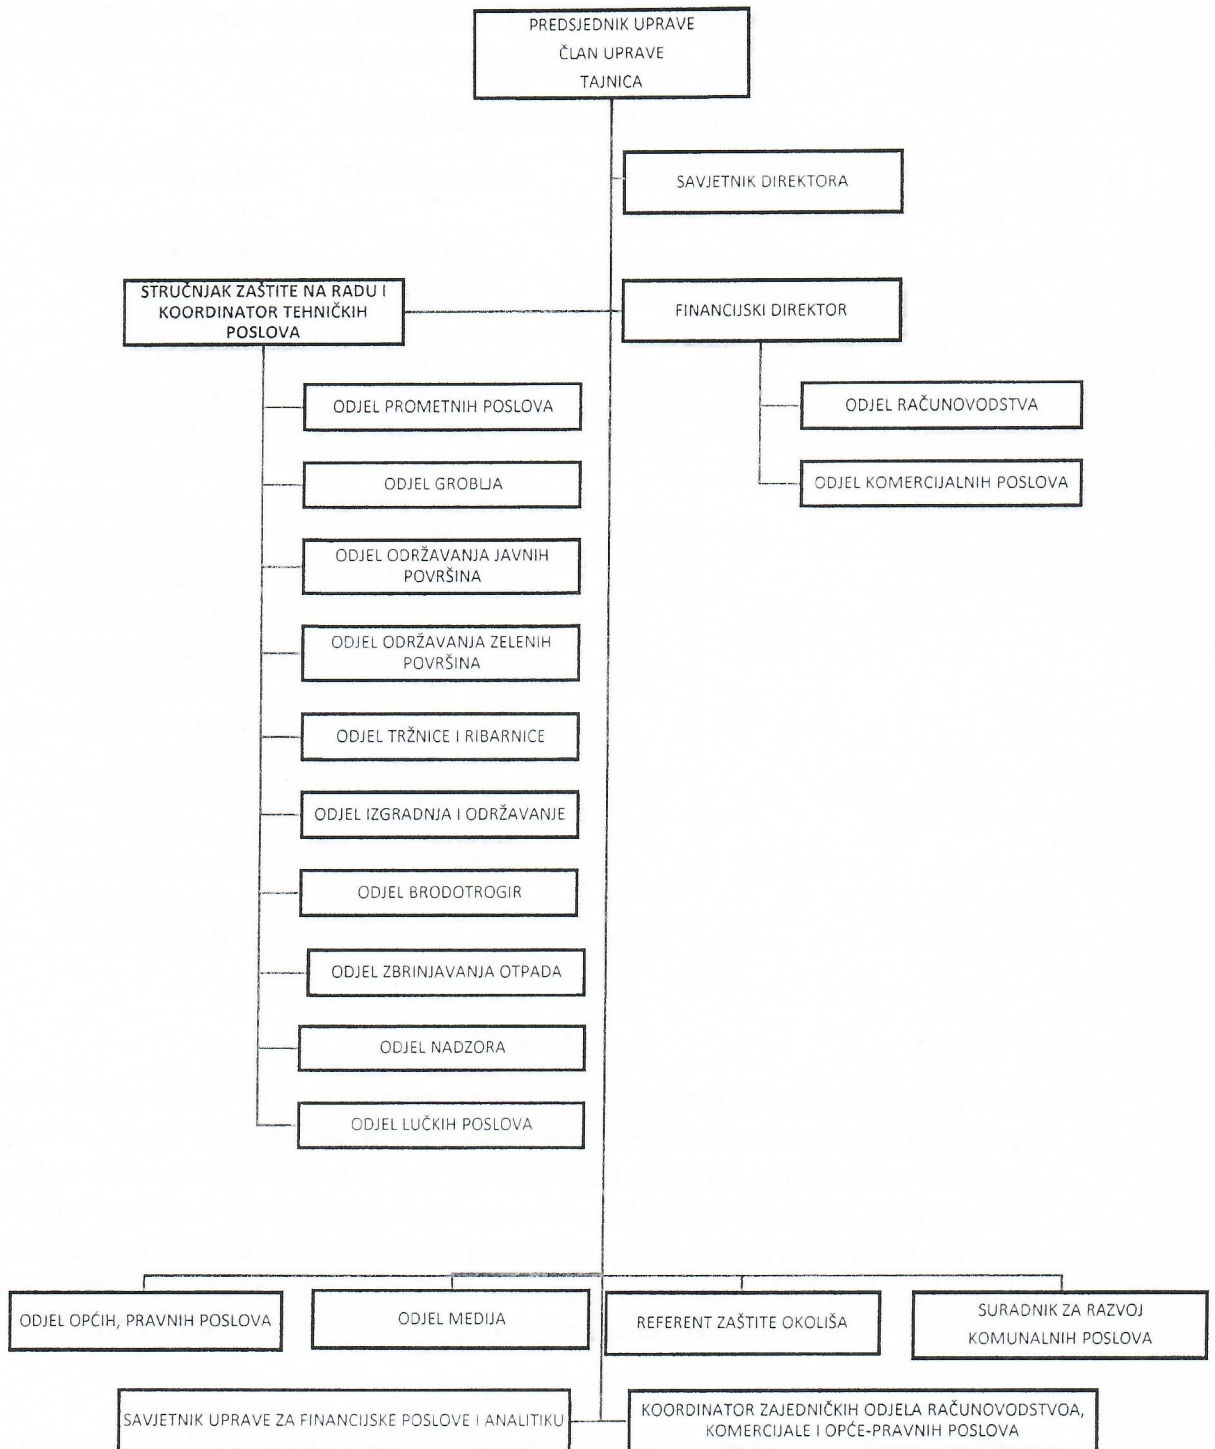 PREDSJEDNIK UPRAVE
ČLAN UPRAVE
TAJNICA
SAVJETNIK DIREKTORA
STRUČNJAK ZAŠTITE NA RADU I
KOORDINATOR TEHNIČKIH
POSLOVA
FINANCIJSKI DIREKTOR
ODJEL PROMETNIH POSLOVA
ODJEL GROBLJA
ODJEL ODRŽAVANJA JAVNIH
POVRŠINA
ODJEL ODRŽAVANJA ZELENIH
POVRŠINA
ODJEL TRŽNICE I RIBARNICE
ODJEL IZGRADNJA I ODRŽAVANJE
ODJEL BRODOTROGIR
ODJEL ZBRINJAVANJA OTPADA
ODJEL NADZORA
ODJEL LUČKIH POSLOVA
ODJEL RAČUNOVODSTVA
ODJEL KOMERCIJALNIH POSLOVA
ODJEL OPĆIH, PRAVNIH POSLOVA
ODJEL MEDIJA
REFERENT ZAŠTITE OKOLIŠA
SURADNIK ZA RAZVOJ
KOMUNALNIH POSLOVA
SAVJETNIK UPRAVE ZA FINANCIJSKE POSLOVE I ANALITIKU
KOORDINATOR ZAJEDNIČKIH ODJELA RAČUNOVODSTVOA,
KOMERCIJALE I OPĆE-PRAVNIH POSLOVA